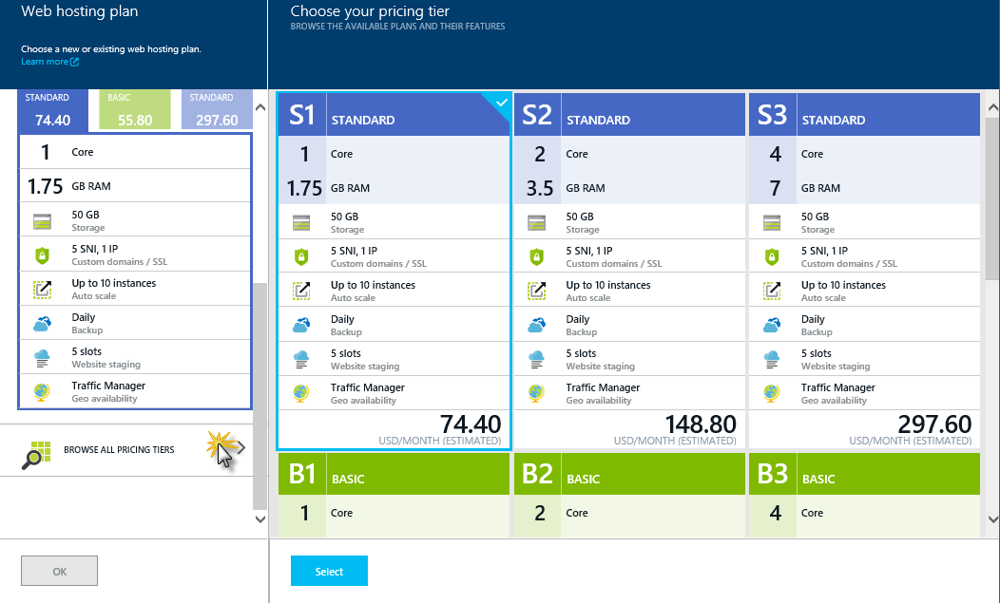 Web hosting plan
Choose a new or existing web hosting plan.
Learn more
STANDARD
74.40
BASIC
55.80
STANDARD
297.60
1 Core
1.75 GB RAM
50 GB
Storage
5 SNI, 1 IP
Custom domains / SSL
Up to 10 instances
Auto scale
Daily
Backup
5 slots
Website staging
Traffic Manager
Geo availability
BROWSE ALL PRICING TIERS
OK
Choose your pricing tier
BROWSE THE AVAILABLE PLANS AND THEIR FEATURES
S1 STANDARD
1 Core
1.75 GB RAM
50 GB
Storage
5 SNI, 1 IP
Custom domains / SSL
Up to 10 instances
Auto scale
Daily
Backup
5 slots
Website staging
Traffic Manager
Geo availability
74.40
USD/MONTH (ESTIMATED)
S2 STANDARD
2 Core
3.5 GB RAM
50 GB
Storage
5 SNI, 1 IP
Custom domains / SSL
Up to 10 instances
Auto scale
Daily
Backup
5 slots
Website staging
Traffic Manager
Geo availability
148.80
USD/MONTH (ESTIMATED)
S3 STANDARD
4 Core
7 GB RAM
50 GB
Storage
5 SNI, 1 IP
Custom domains / SSL
Up to 10 instances
Auto scale
Daily
Backup
5 slots
Website staging
Traffic Manager
Geo availability
297.60
USD/MONTH (ESTIMATED)
B1 BASIC
1 Core
B2 BASIC
2 Core
B3 BASIC
4 Core
Select